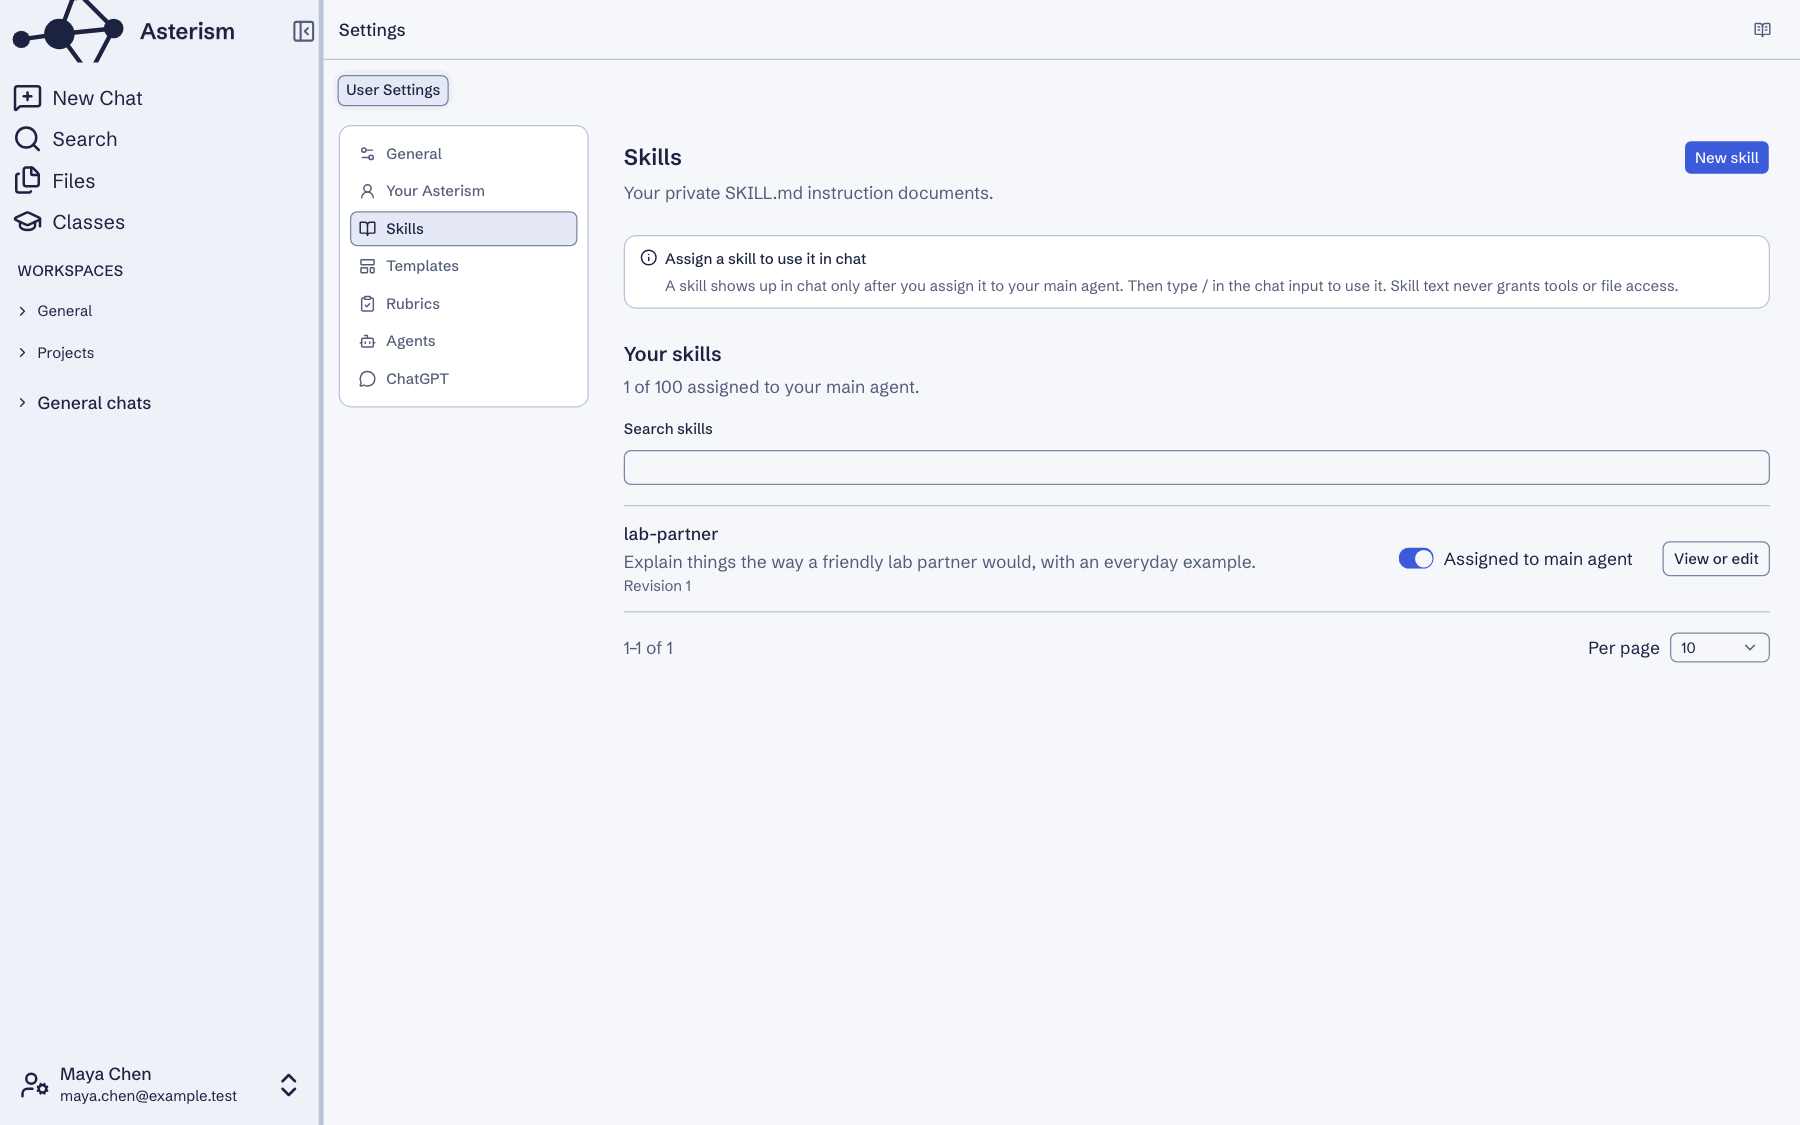 Asterism
New Chat
Search
Files
Classes
WORKSPACES
General
Projects
General chats
Maya Chen
maya.chen@example.test
Settings
User Settings
General
Your Asterism
Skills
Templates
Rubrics
Agents
ChatGPT
Skills
New skill
Your private SKILL.md instruction documents.
Assign a skill to use it in chat
A skill shows up in chat only after you assign it to your main agent. Then type / in the chat input to use it. Skill text never grants tools or file access.
Your skills
1 of 100 assigned to your main agent.
Search skills
lab-partner
Explain things the way a friendly lab partner would, with an everyday example.
Revision 1
Assigned to main agent
View or edit
1-1 of 1
Per page
10